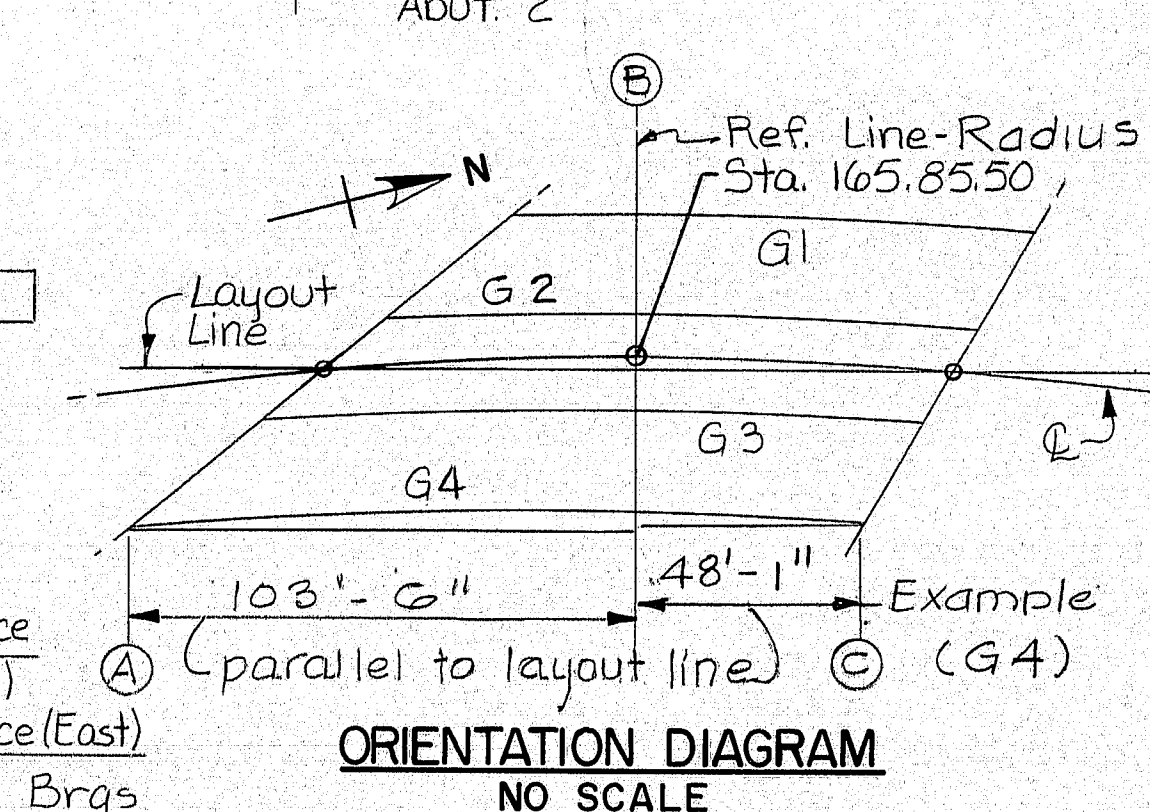 ABUT. 2
B
Ref. Line-Radius
Sta. 165.85.50
N
G1
G2
Layout
Line
G3
℄
G4
103'-6"
48'-1"
Example
(G4)
A
(parallel to layout line)
C
)
ce(East)
Brgs
ORIENTATION DIAGRAM
NO SCALE